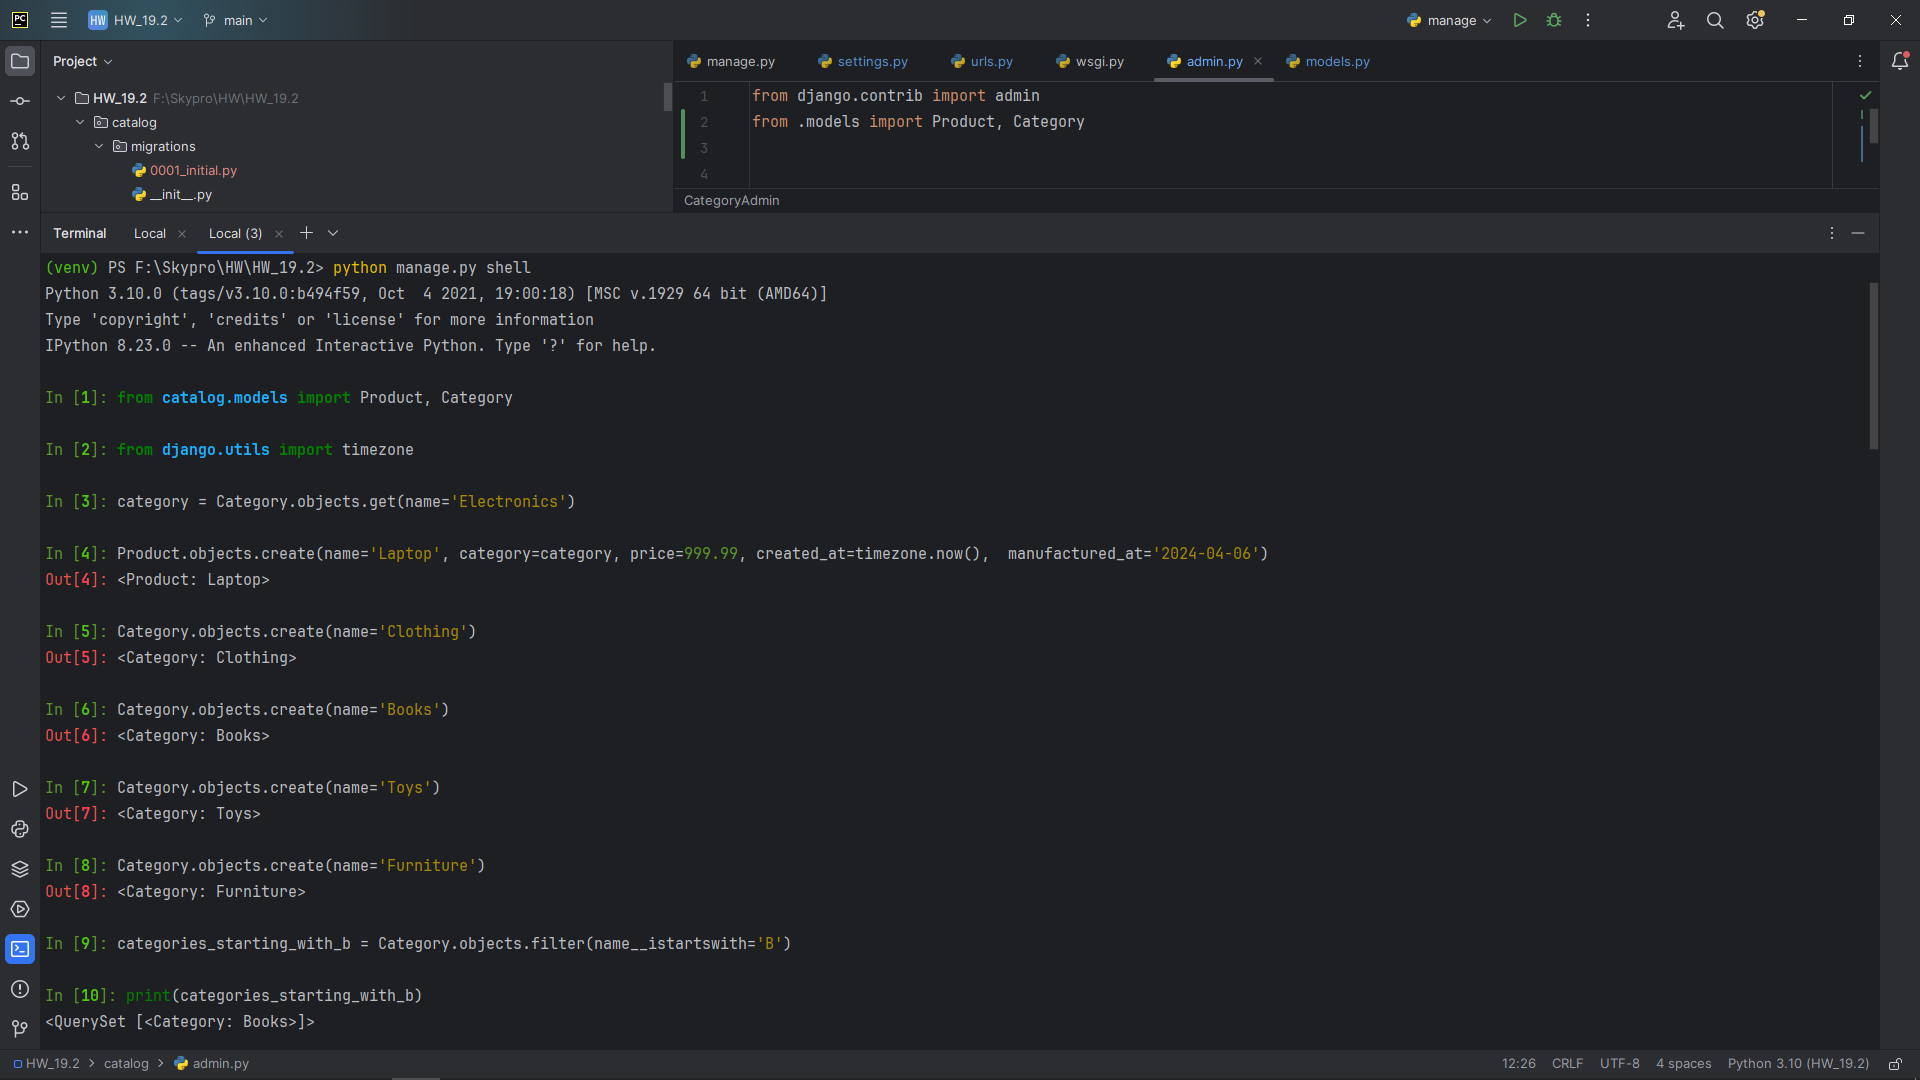 PC HW HW_19.2 main manage
Project
HW_19.2 F:\Skypro\HW\HW_19.2
catalog
migrations
0001_initial.py
__init__.py
manage.py settings.py urls.py wsgi.py admin.py models.py
1 from django.contrib import admin
2 from .models import Product, Category
3
4
CategoryAdmin
Terminal Local Local (3)
(venv) PS F:\Skypro\HW\HW_19.2> python manage.py shell
Python 3.10.0 (tags/v3.10.0:b494f59, Oct  4 2021, 19:00:18) [MSC v.1929 64 bit (AMD64)]
Type 'copyright', 'credits' or 'license' for more information
IPython 8.23.0 -- An enhanced Interactive Python. Type '?' for help.
In [1]: from catalog.models import Product, Category
In [2]: from django.utils import timezone
In [3]: category = Category.objects.get(name='Electronics')
In [4]: Product.objects.create(name='Laptop', category=category, price=999.99, created_at=timezone.now(),  manufactured_at='2024-04-06')
Out[4]: <Product: Laptop>
In [5]: Category.objects.create(name='Clothing')
Out[5]: <Category: Clothing>
In [6]: Category.objects.create(name='Books')
Out[6]: <Category: Books>
In [7]: Category.objects.create(name='Toys')
Out[7]: <Category: Toys>
In [8]: Category.objects.create(name='Furniture')
Out[8]: <Category: Furniture>
In [9]: categories_starting_with_b = Category.objects.filter(name__istartswith='B')
In [10]: print(categories_starting_with_b)
<QuerySet [<Category: Books>]>
HW_19.2 > catalog > admin.py 12:26 CRLF UTF-8 4 spaces Python 3.10 (HW_19.2)